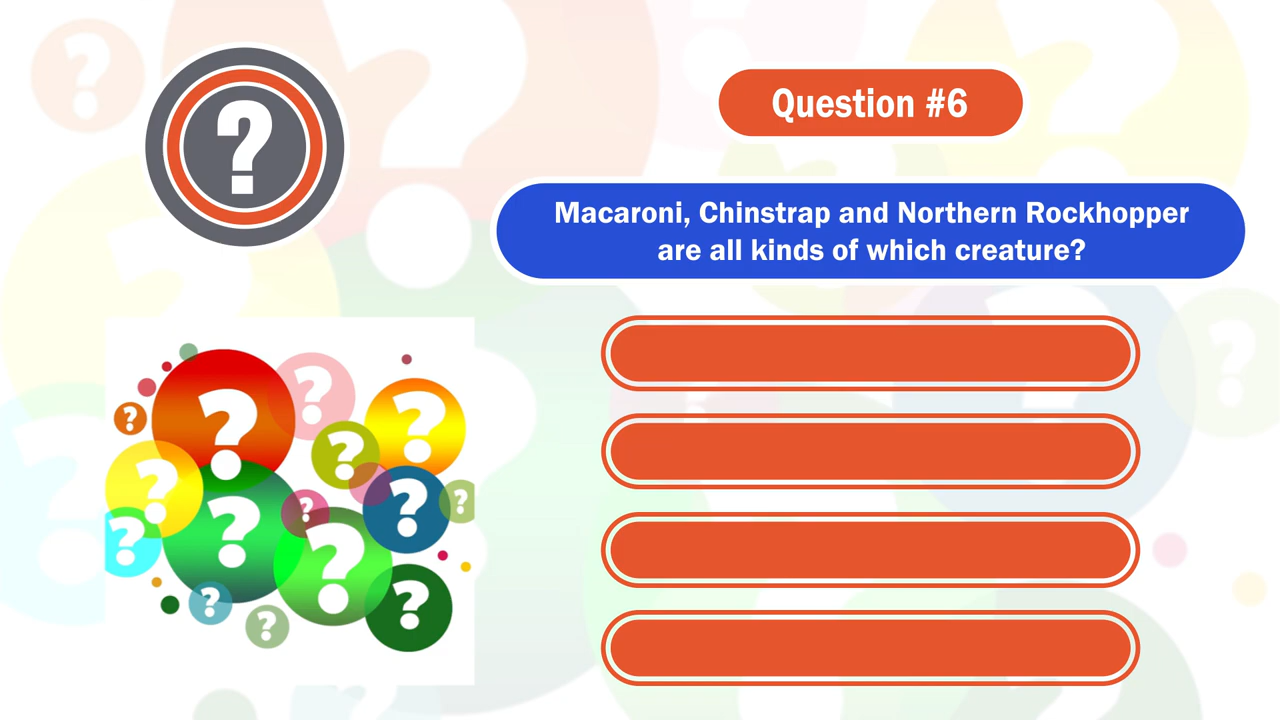 Question #6
Macaroni, Chinstrap and Northern Rockhopper
are all kinds of which creature?